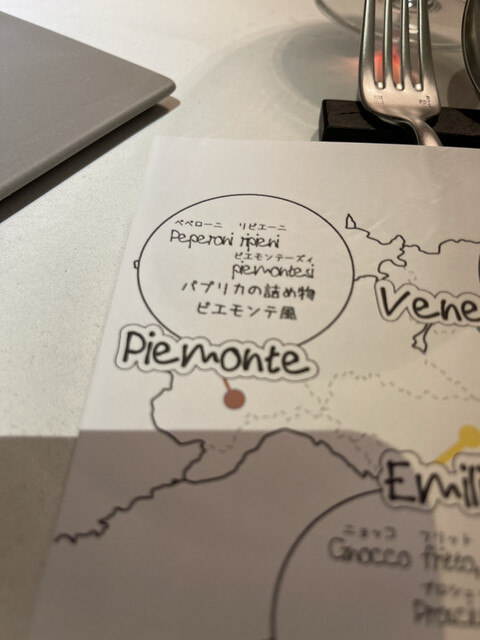 ペペローニ リピエーニ
Peperoni ripieni
ピエモンテーズィ
piemontesi
パプリカの詰め物
ピエモンテ風
Piemonte
Vene
Emili
ニョッコ フリット
Gnocco fritto,